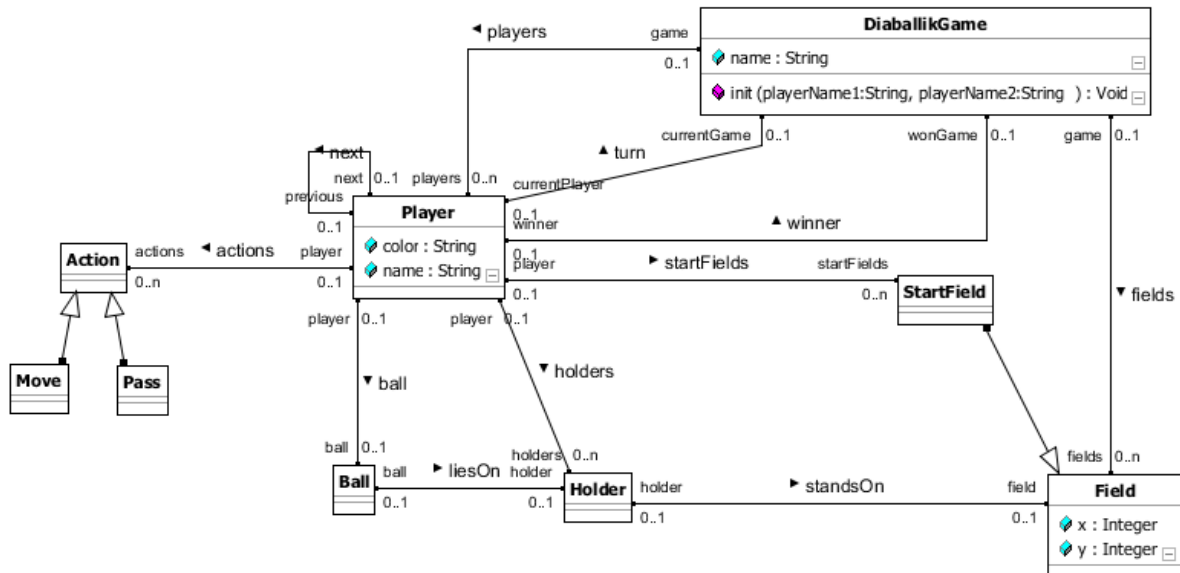 DiaballikGame
name : String
init (playerName1:String, playerName2:String ) : Void
◄ players
game
0..1
currentGame
0..1
wonGame
0..1
game
0..1
◄ next
next
0..1
previous
0..1
players
0..n
▲ turn
currentPlayer
0..1
Player
color : String
name : String
winner
0..1
▲ winner
Action
actions
0..n
◄ actions
player
0..1
player
0..1
► startFields
startFields
0..n
StartField
▼ fields
Move
Pass
player
0..1
player
0..1
▼ ball
▼ holders
ball
0..1
holders
0..n
Ball
ball
0..1
► liesOn
holder
0..1
Holder
holder
0..1
► standsOn
field
0..1
fields
0..n
Field
x : Integer
y : Integer